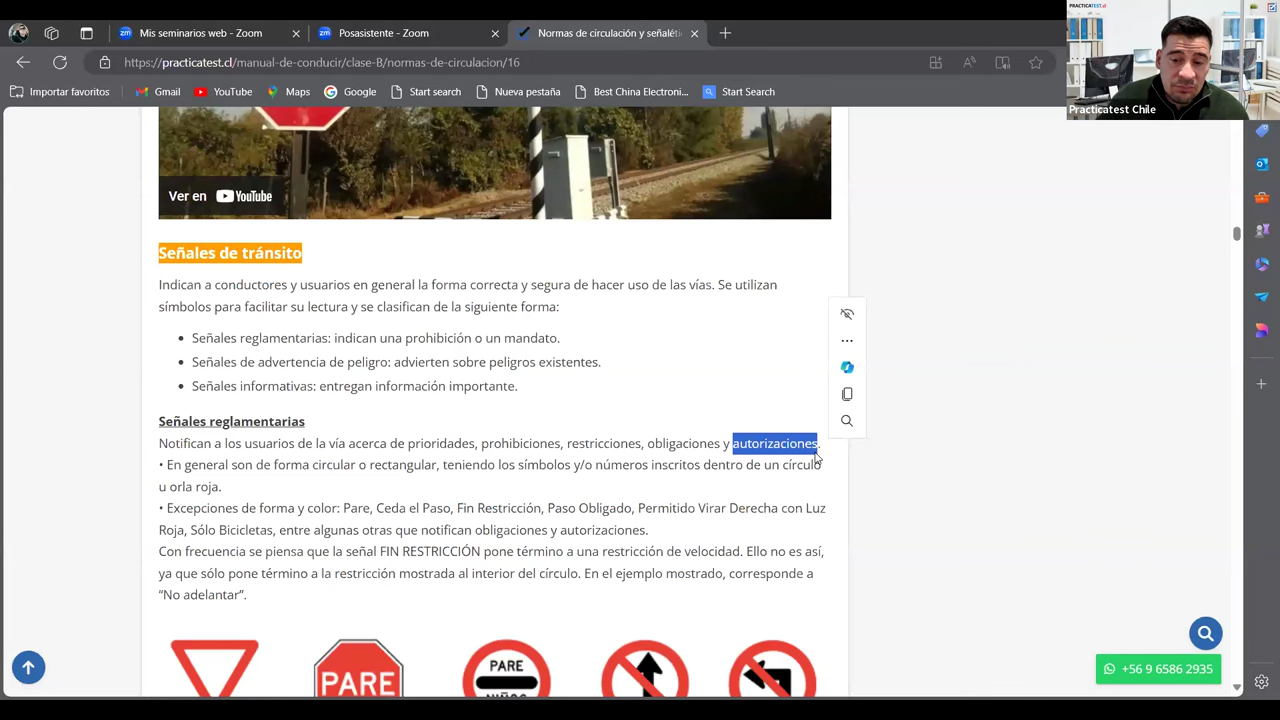 PRACTICATEST.cl
Mis seminarios web - Zoom
Posasistente - Zoom
Normas de circulación y señaléti
https://practicatest.cl/manual-de-conducir/clase-B/normas-de-circulacion/16
Importar favoritos
Gmail
YouTube
Maps
Google
Start search
Nueva pestaña
Best China Electroni...
Start Search
Practicatest Chile
Ver en YouTube
Señales de tránsito
Indican a conductores y usuarios en general la forma correcta y segura de hacer uso de las vías. Se utilizan
símbolos para facilitar su lectura y se clasifican de la siguiente forma:
• Señales reglamentarias: indican una prohibición o un mandato.
• Señales de advertencia de peligro: advierten sobre peligros existentes.
• Señales informativas: entregan información importante.
Señales reglamentarias
Notifican a los usuarios de la vía acerca de prioridades, prohibiciones, restricciones, obligaciones y autorizaciones.
• En general son de forma circular o rectangular, teniendo los símbolos y/o números inscritos dentro de un círculo
u orla roja.
• Excepciones de forma y color: Pare, Ceda el Paso, Fin Restricción, Paso Obligado, Permitido Virar Derecha con Luz
Roja, Sólo Bicicletas, entre algunas otras que notifican obligaciones y autorizaciones.
Con frecuencia se piensa que la señal FIN RESTRICCIÓN pone término a una restricción de velocidad. Ello no es así,
ya que sólo pone término a la restricción mostrada al interior del círculo. En el ejemplo mostrado, corresponde a
“No adelantar”.
PARE
PARE
NIÑOS
+56 9 6586 2935